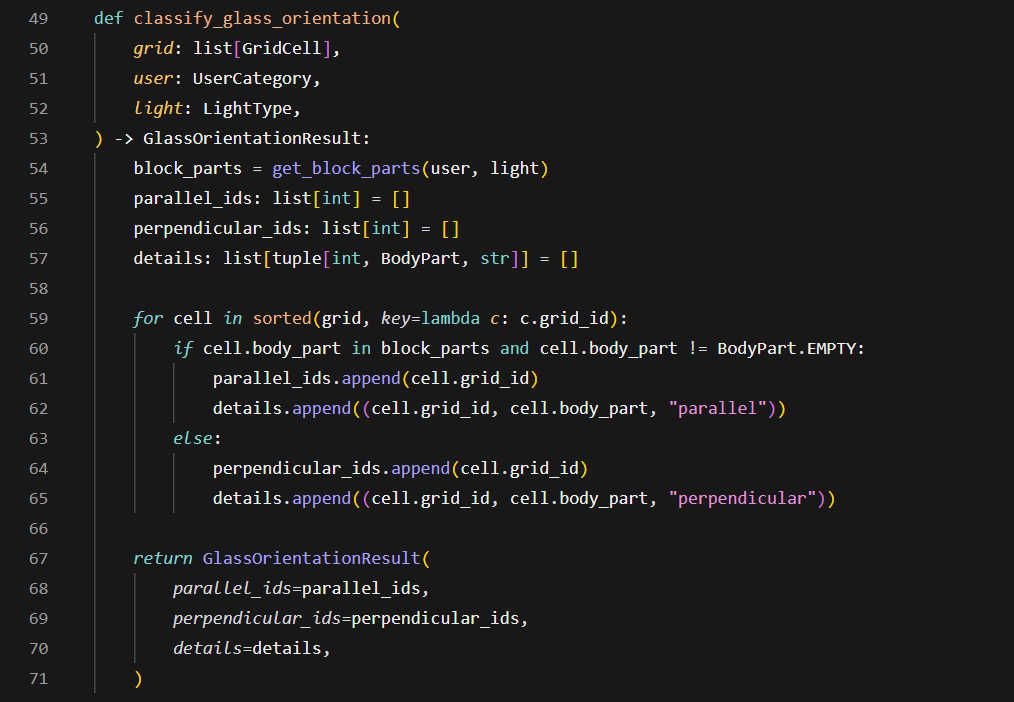 49 def classify_glass_orientation(
50     grid: list[GridCell],
51     user: UserCategory,
52     light: LightType,
53 ) -> GlassOrientationResult:
54     block_parts = get_block_parts(user, light)
55     parallel_ids: list[int] = []
56     perpendicular_ids: list[int] = []
57     details: list[tuple[int, BodyPart, str]] = []
58
59     for cell in sorted(grid, key=lambda c: c.grid_id):
60         if cell.body_part in block_parts and cell.body_part != BodyPart.EMPTY:
61             parallel_ids.append(cell.grid_id)
62             details.append((cell.grid_id, cell.body_part, "parallel"))
63         else:
64             perpendicular_ids.append(cell.grid_id)
65             details.append((cell.grid_id, cell.body_part, "perpendicular"))
66
67     return GlassOrientationResult(
68         parallel_ids=parallel_ids,
69         perpendicular_ids=perpendicular_ids,
70         details=details,
71     )